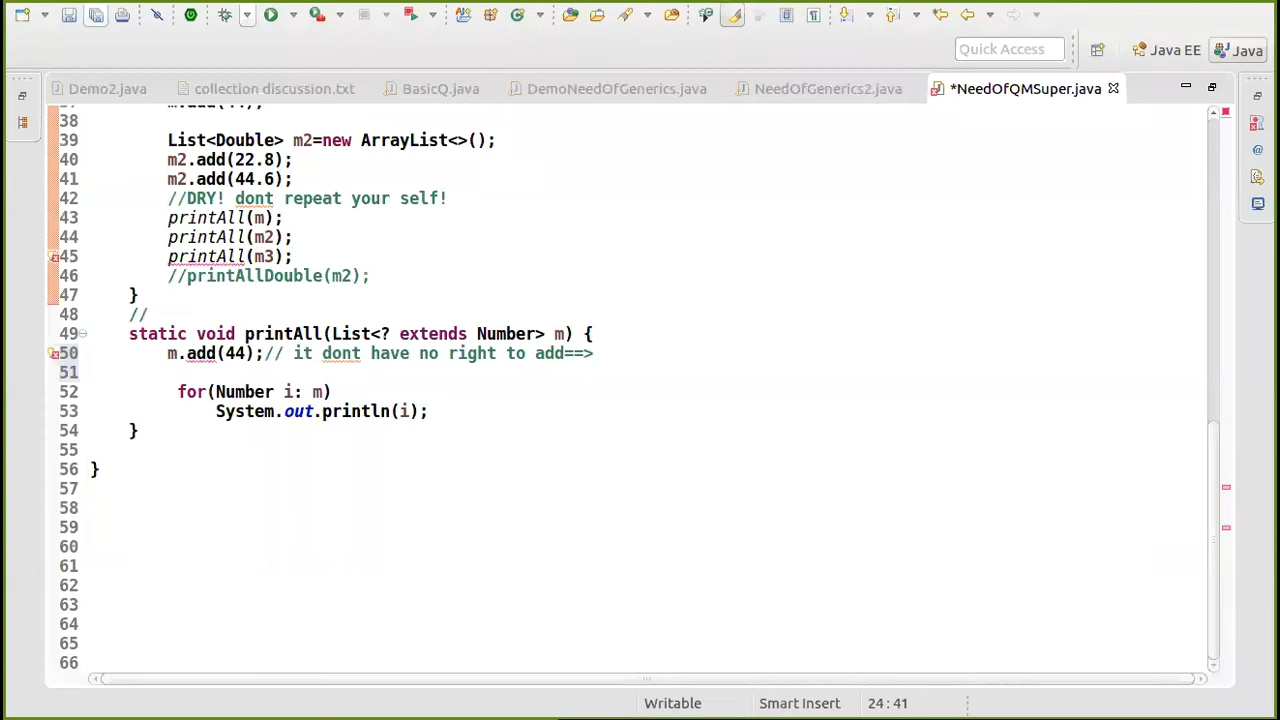 Quick Access
Java EE
Java
Demo2.java
collection discussion.txt
BasicQ.java
DemoNeedOfGenerics.java
NeedOfGenerics2.java
*NeedOfQMSuper.java
38
39 List<Double> m2=new ArrayList<>();
40 m2.add(22.8);
41 m2.add(44.6);
42 //DRY! dont repeat your self!
43 printAll(m);
44 printAll(m2);
45 printAll(m3);
46 //printAllDouble(m2);
47 }
48 //
49 static void printAll(List<? extends Number> m) {
50 m.add(44);// it dont have no right to add==>
51
52 for(Number i: m)
53 System.out.println(i);
54 }
55
56 }
57
58
59
60
61
62
63
64
65
66
Writable
Smart Insert
24 : 41